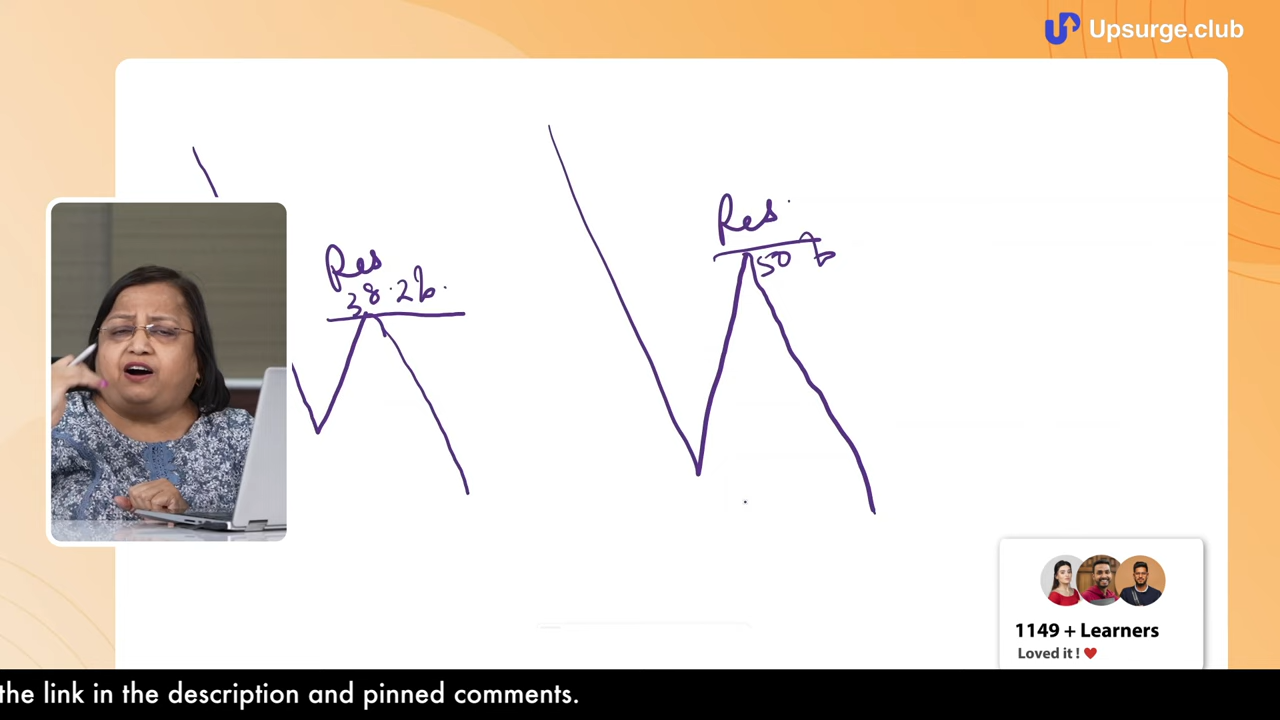 Upsurge.club
Res.
50 %
Res
38.2%.
1149 + Learners
Loved it !
the link in the description and pinned comments.